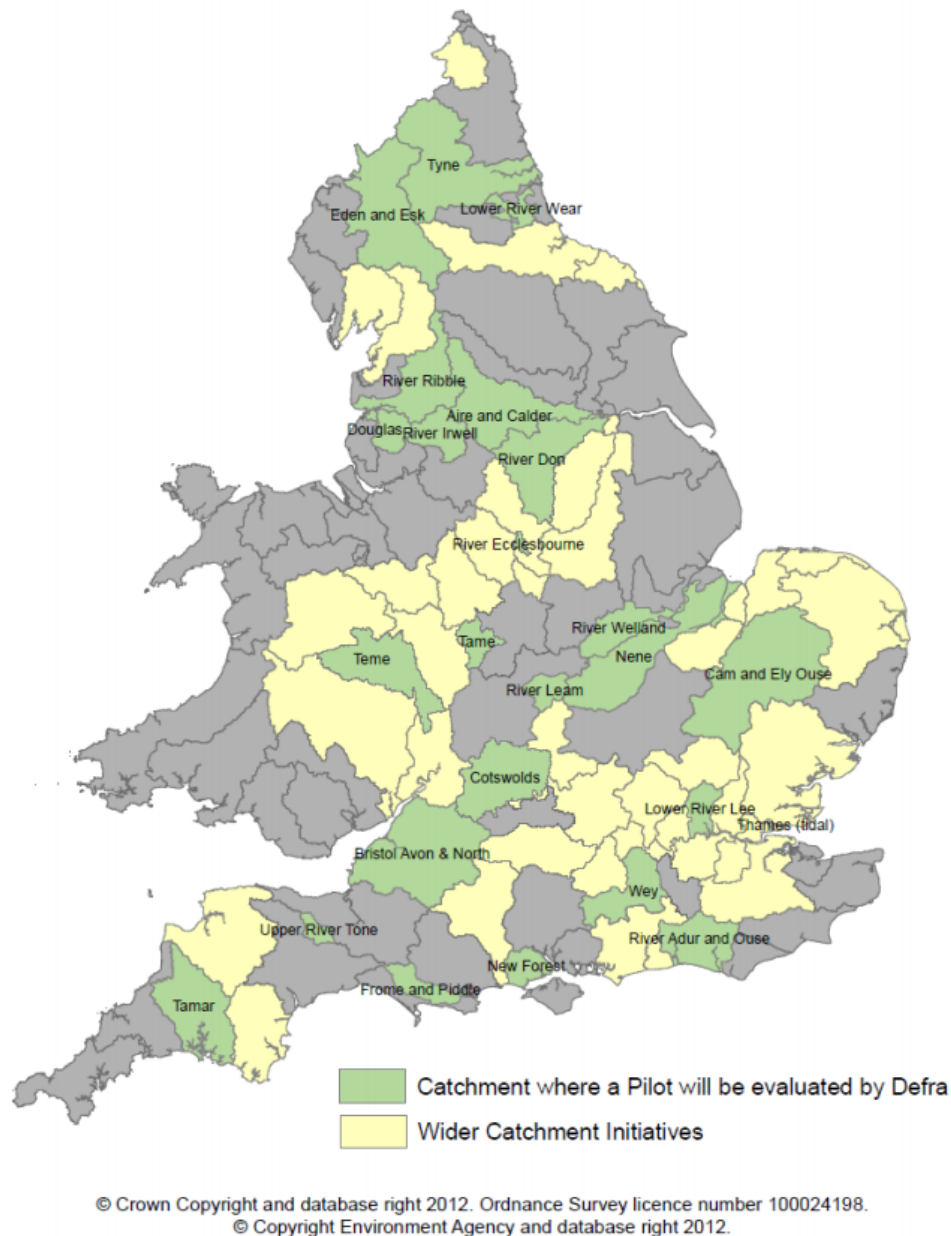 Tyne
Lower River Wear
Eden and Esk
River Ribble
Aire and Calder
Douglas
River Irwell
River Don
River Ecclesbourne
River Welland
Tame
Teme
Nene
Cam and Ely Ouse
River Leam
Cotswolds
Lower River Lee
Thames (tidal)
Bristol Avon & North
Wey
Upper River Tone
River Adur and Ouse
New Forest
Frome and Piddle
Tamar
Catchment where a Pilot will be evaluated by Defra
Wider Catchment Initiatives
© Crown Copyright and database right 2012. Ordnance Survey licence number 100024198.
© Copyright Environment Agency and database right 2012.